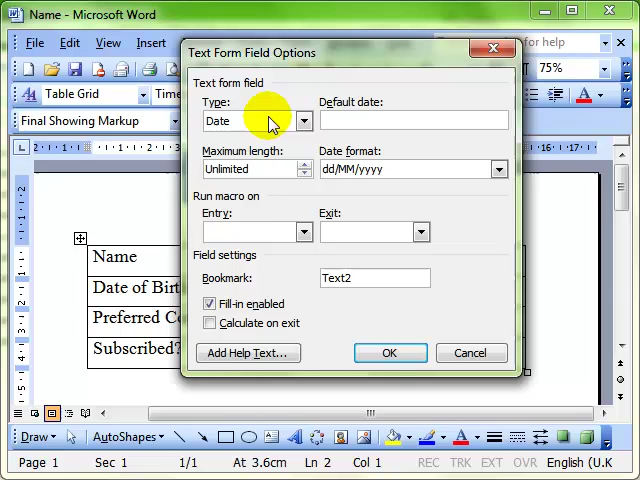 Name - Microsoft Word
File Edit View Insert for help
75%
Table Grid Time
Final Showing Markup
Text Form Field Options
Text form field
Type: Default date:
Date
Maximum length: Date format:
Unlimited dd/MM/yyyy
Run macro on
Entry: Exit:
Field settings
Bookmark: Text2
Fill-in enabled
Calculate on exit
Add Help Text... OK Cancel
Name
Date of Birt
Preferred Co
Subscribed?
Draw AutoShapes
Page 1 Sec 1 1/1 At 3.6cm Ln 2 Col 1 REC TRK EXT OVR English (U.K